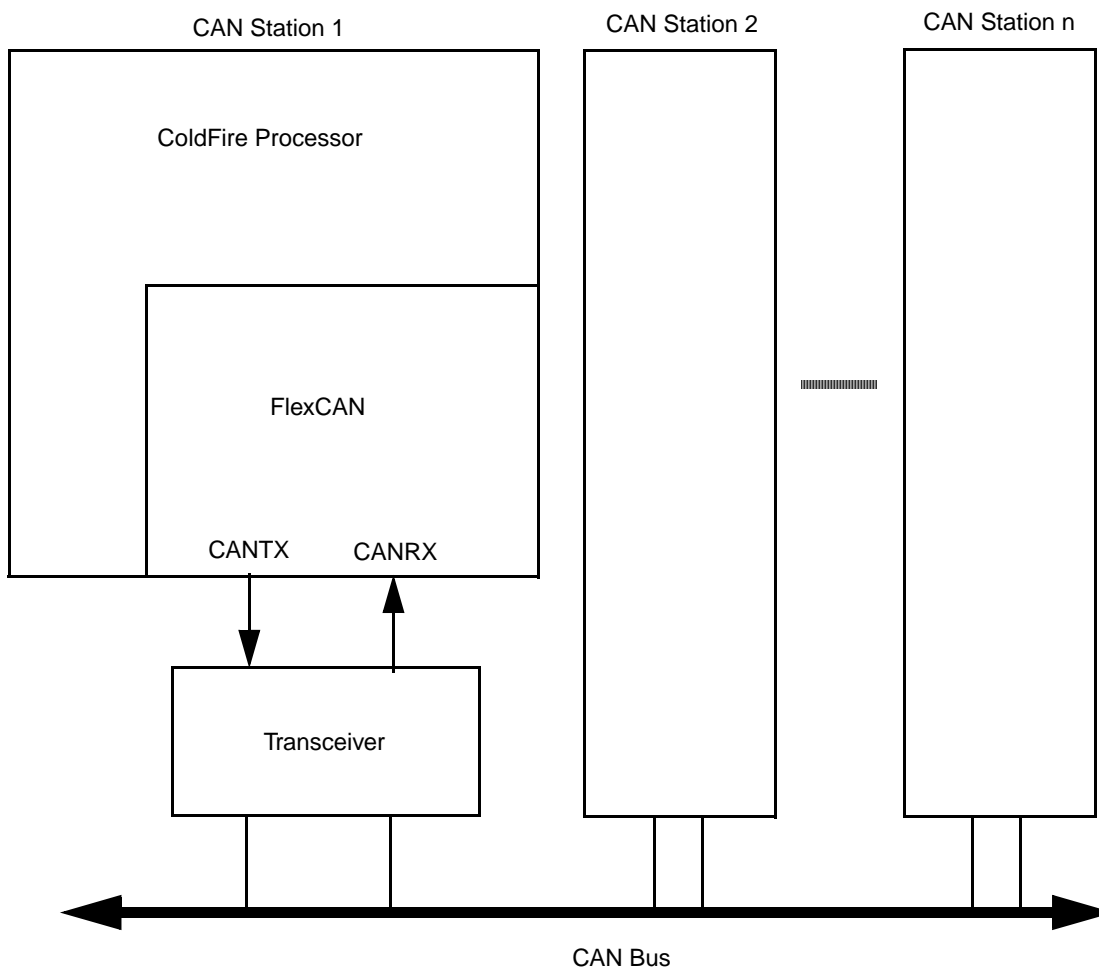 CAN Station 1
CAN Station 2
CAN Station n
ColdFire Processor
FlexCAN
CANTX
CANRX
Transceiver
CAN Bus